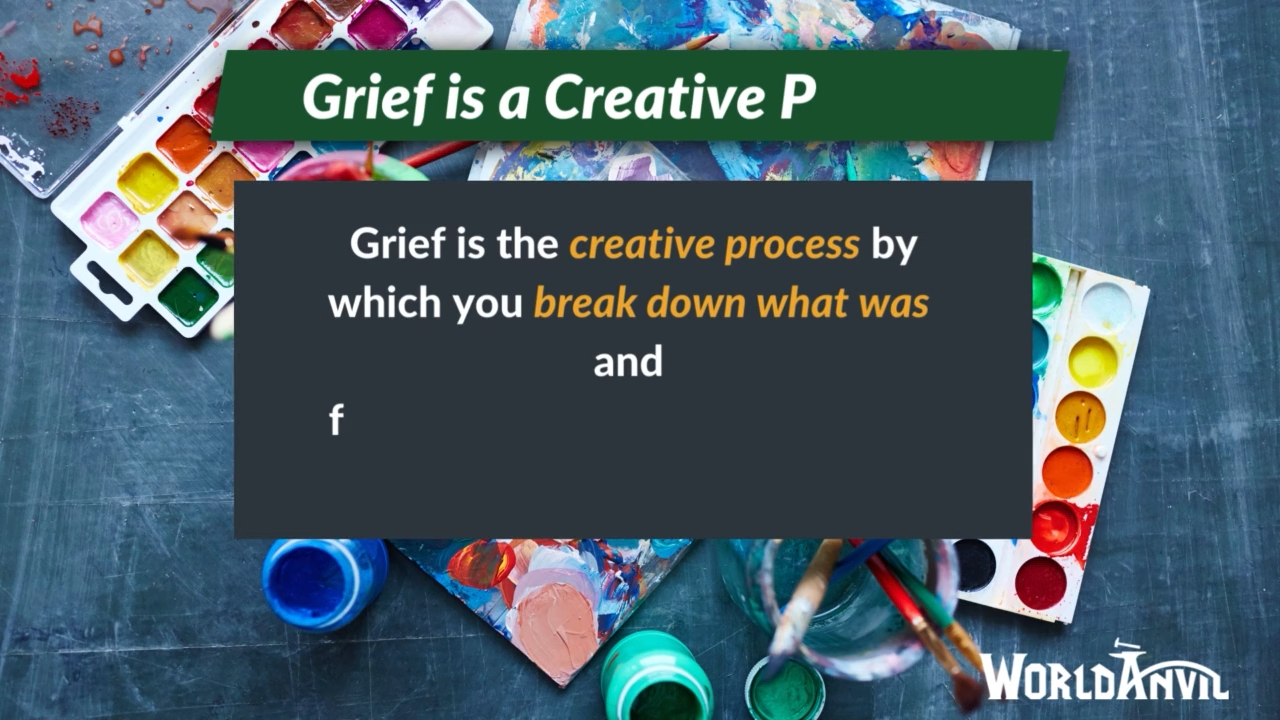 Grief is a Creative P
Grief is the creative process by
which you break down what was
and
f
WORLDANVIL